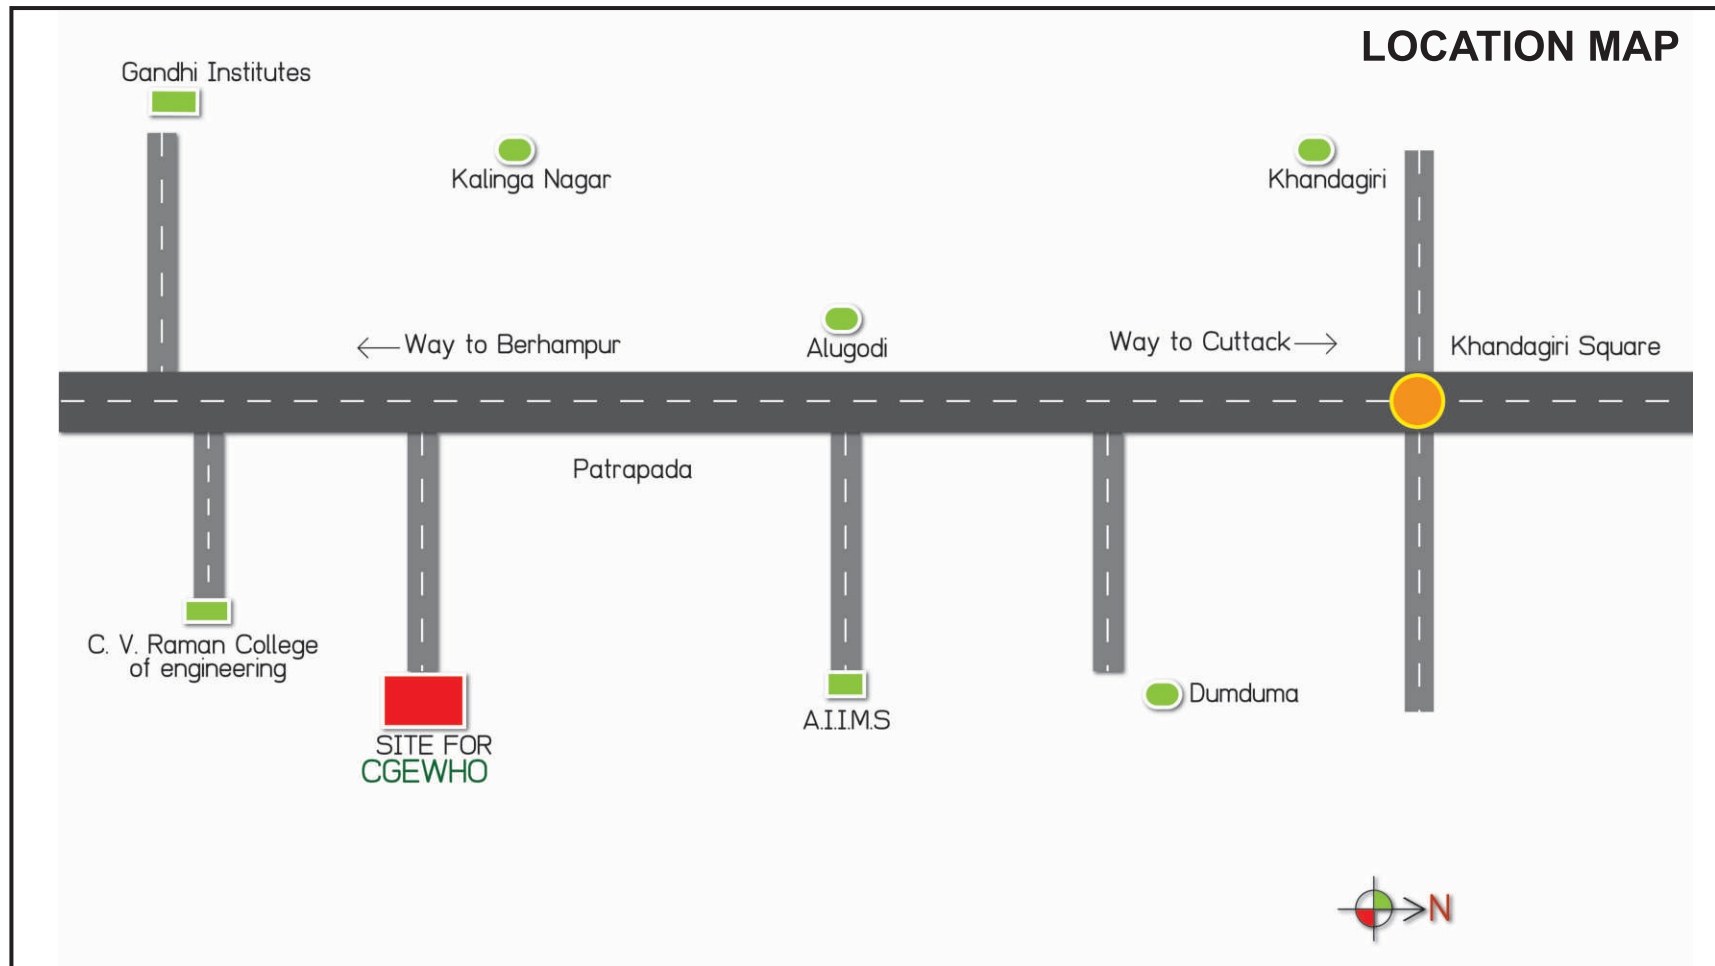 LOCATION MAP
Gandhi Institutes
Kalinga Nagar
Khandagiri
Way to Berhampur
Alugodi
Way to Cuttack
Khandagiri Square
Patrapada
C. V. Raman College
of engineering
A.I.I.M.S
Dumduma
SITE FOR
CGEWHO
N